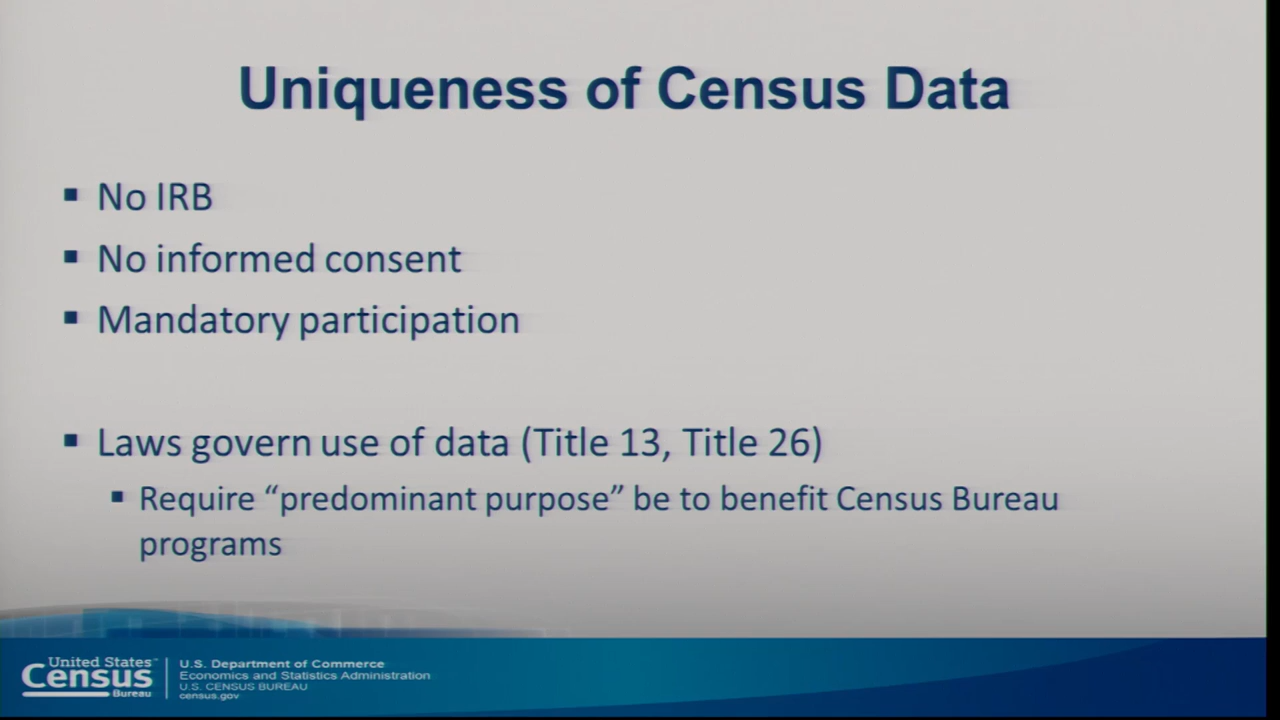 Uniqueness of Census Data
▪ No IRB
▪ No informed consent
▪ Mandatory participation
▪ Laws govern use of data (Title 13, Title 26)
▪ Require “predominant purpose” be to benefit Census Bureau
programs
United States™
Census
Bureau
U.S. Department of Commerce
Economics and Statistics Administration
U.S. CENSUS BUREAU
census.gov